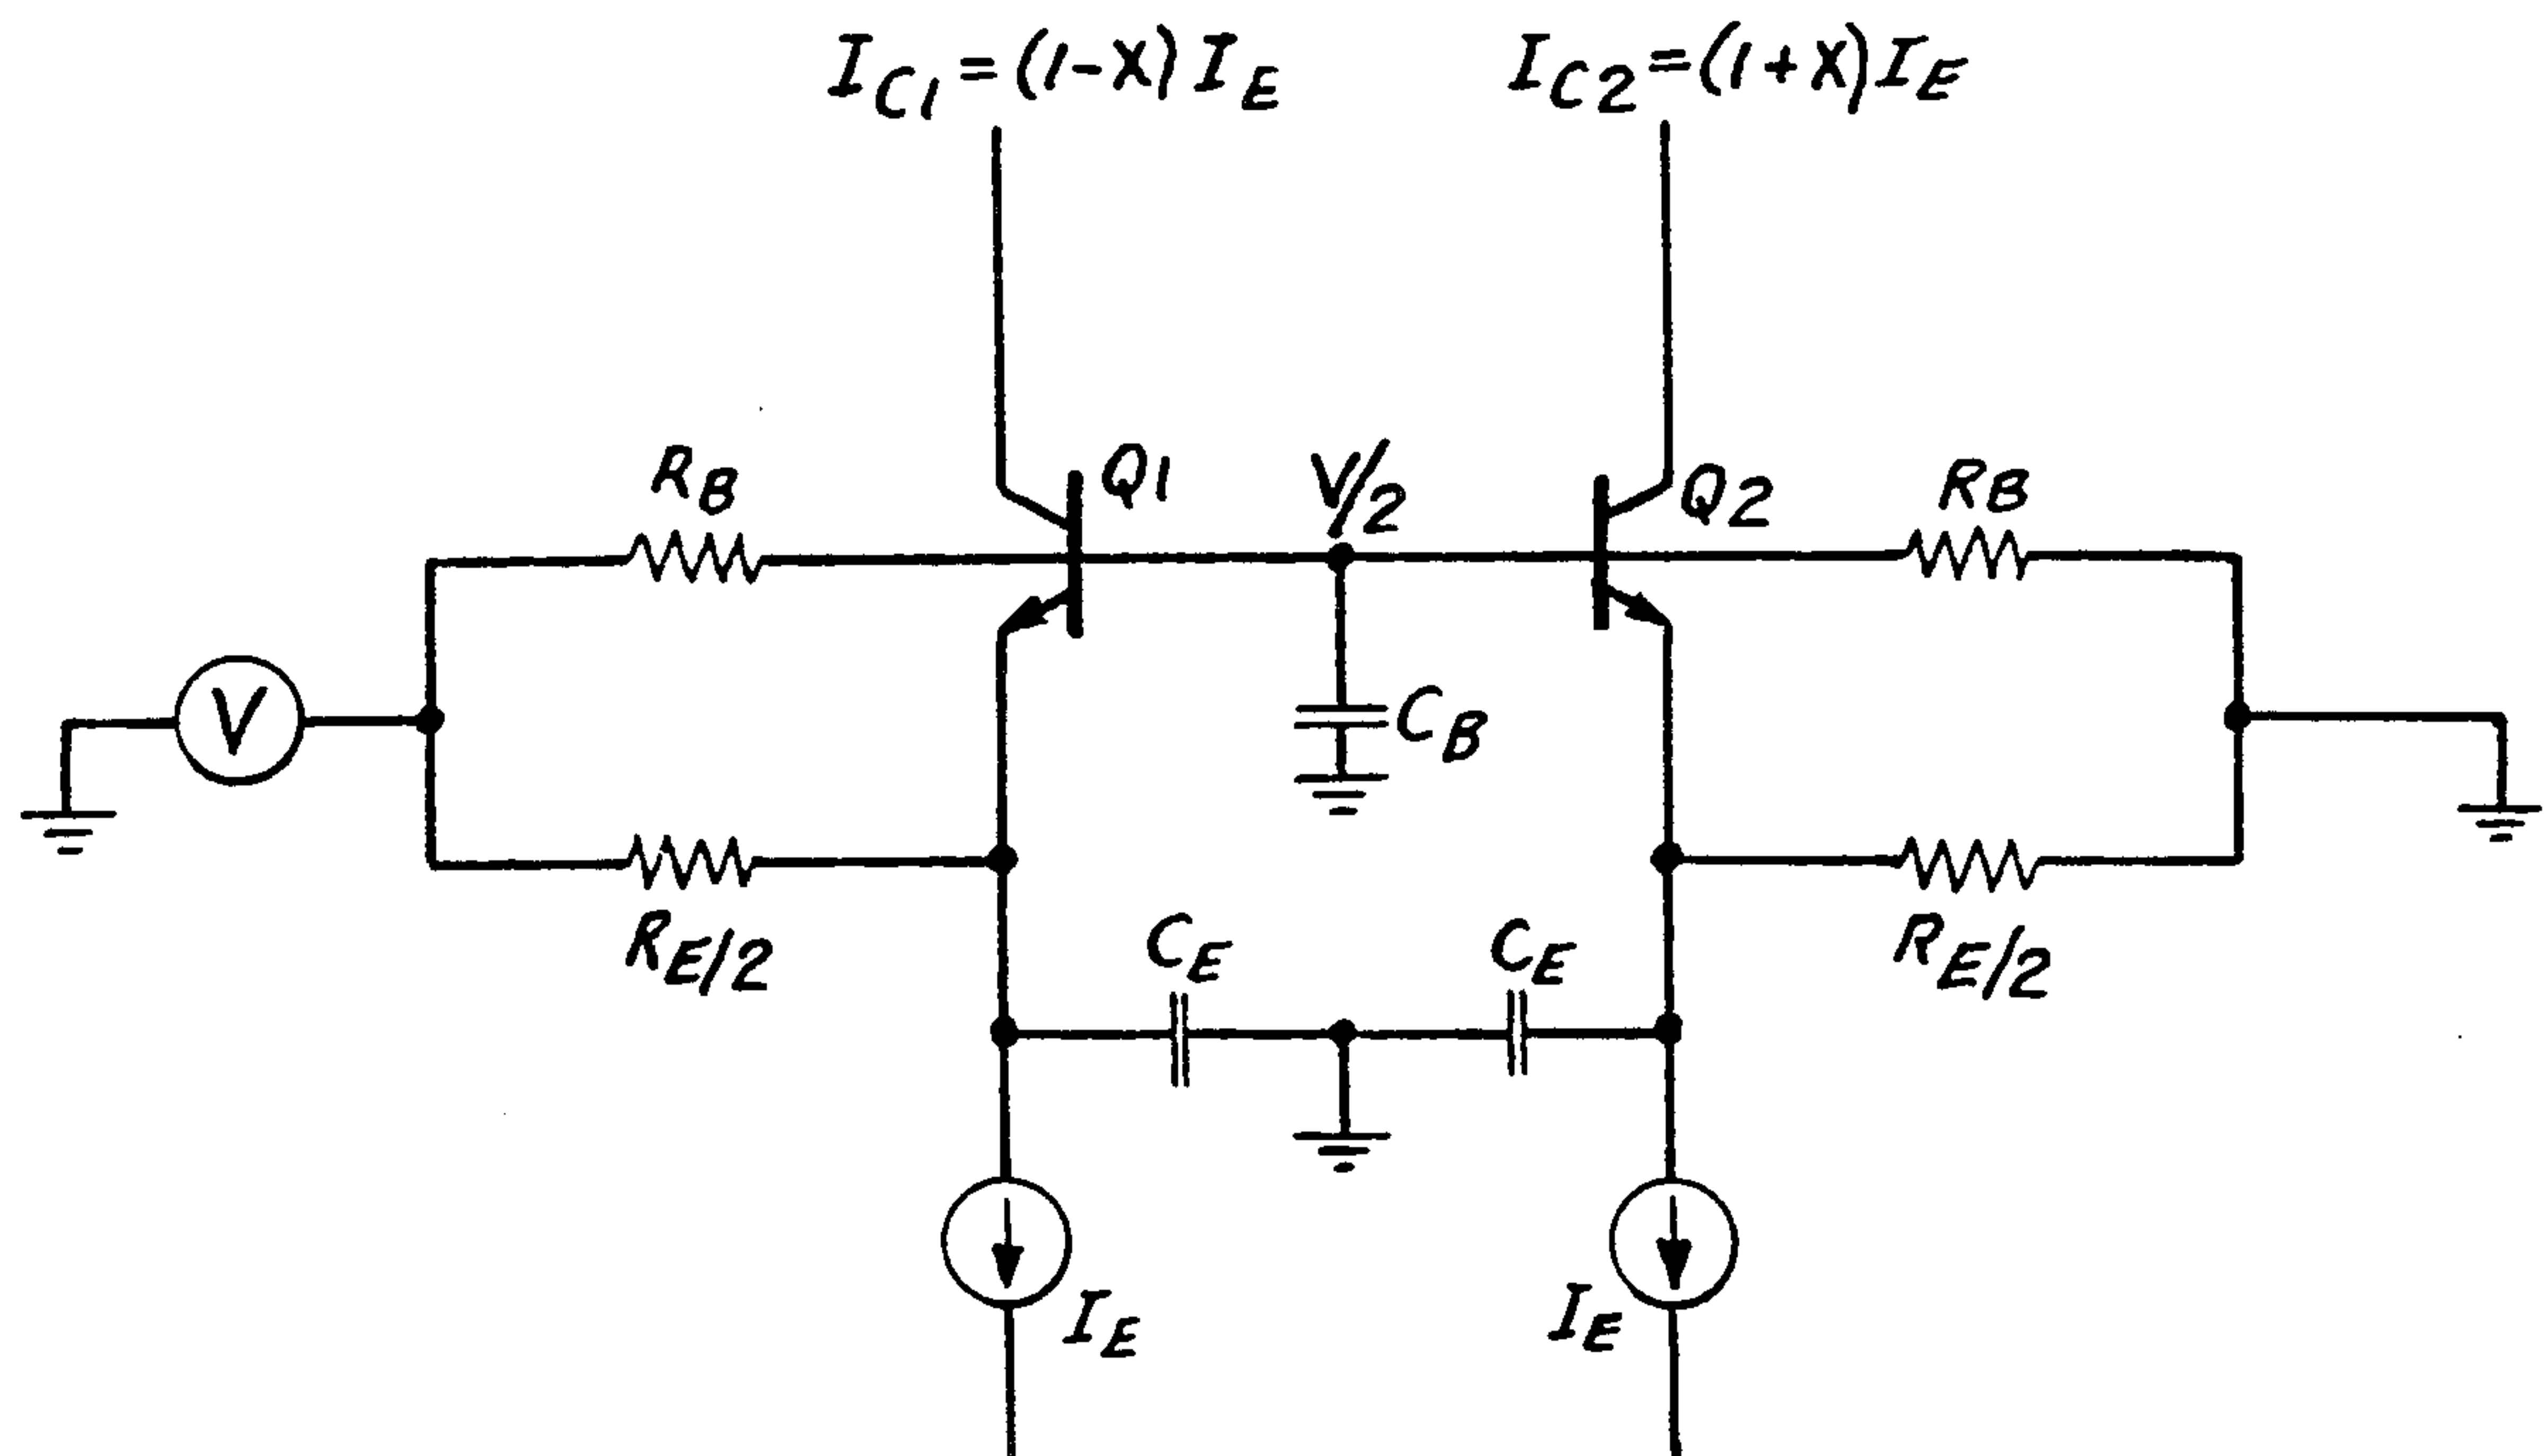 I_C1 = (1-X) I_E
I_C2 = (1+X) I_E
R_B
Q1
V/2
Q2
R_B
V
C_B
R_E/2
C_E
C_E
R_E/2
I_E
I_E